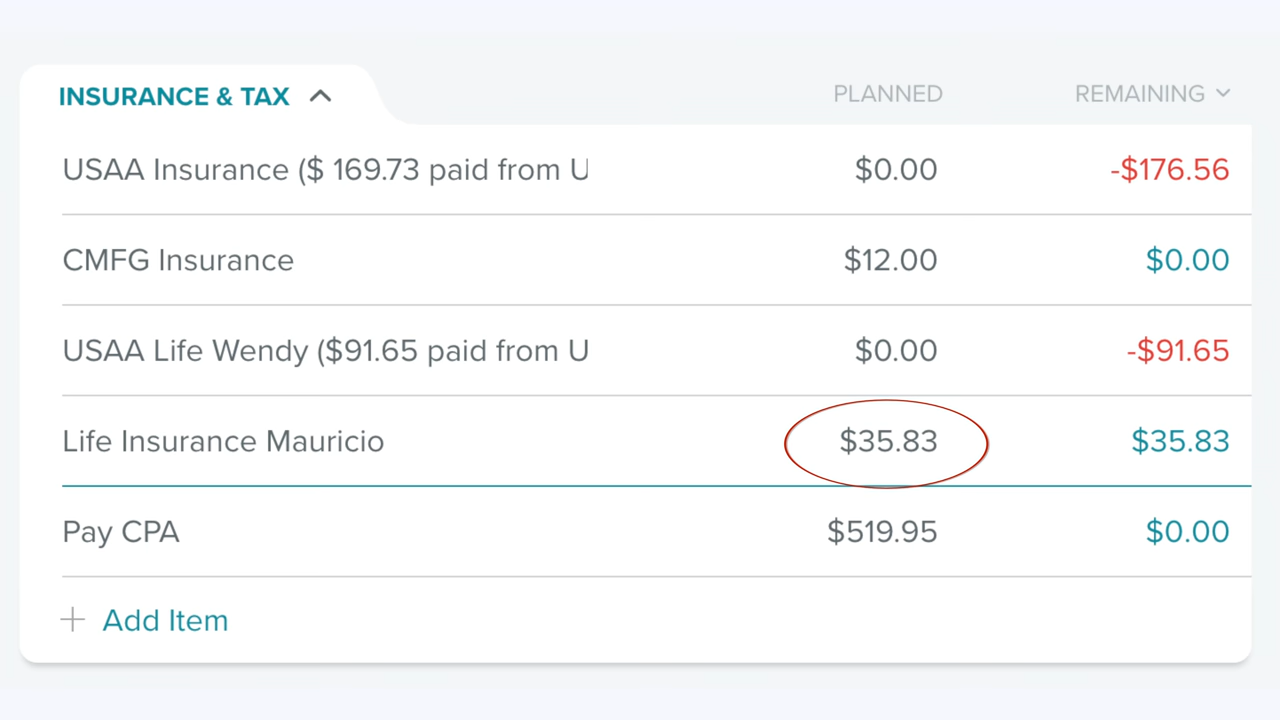 INSURANCE & TAX PLANNED REMAINING
USAA Insurance ($ 169.73 paid from U $0.00 -$176.56
CMFG Insurance $12.00 $0.00
USAA Life Wendy ($91.65 paid from U $0.00 -$91.65
Life Insurance Mauricio $35.83 $35.83
Pay CPA $519.95 $0.00
+ Add Item